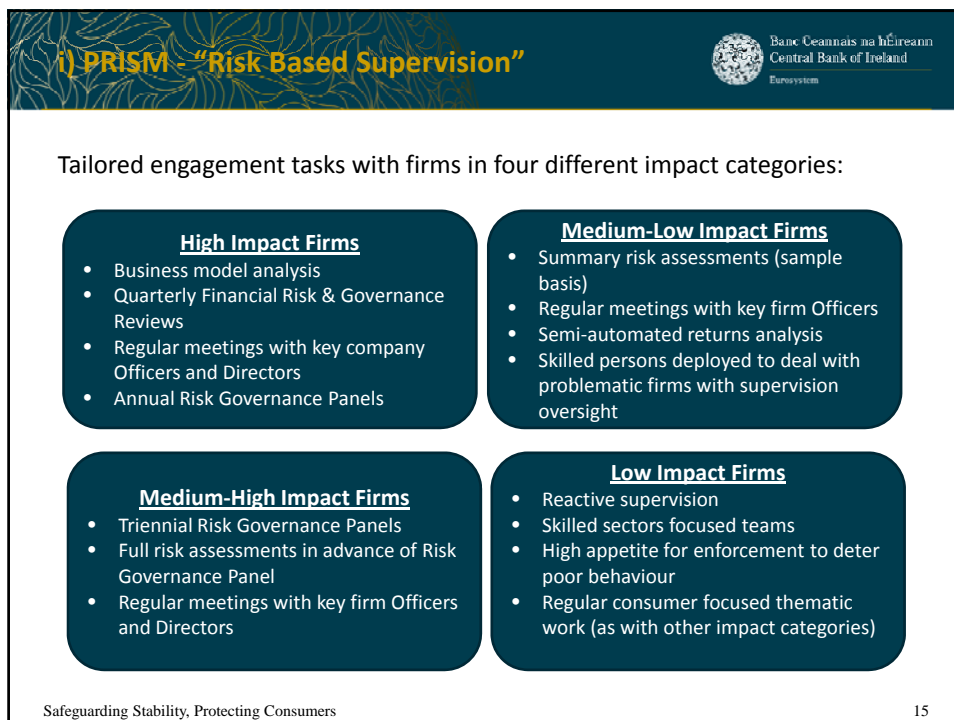 i) PRISM - “Risk Based Supervision”
Banc Ceannais na hÉireann
Central Bank of Ireland
Eurosystem
Tailored engagement tasks with firms in four different impact categories:
High Impact Firms
• Business model analysis
• Quarterly Financial Risk & Governance
Reviews
• Regular meetings with key company
Officers and Directors
• Annual Risk Governance Panels
Medium-Low Impact Firms
• Summary risk assessments (sample
basis)
• Regular meetings with key firm Officers
• Semi-automated returns analysis
• Skilled persons deployed to deal with
problematic firms with supervision
oversight
Medium-High Impact Firms
• Triennial Risk Governance Panels
• Full risk assessments in advance of Risk
Governance Panel
• Regular meetings with key firm Officers
and Directors
Low Impact Firms
• Reactive supervision
• Skilled sectors focused teams
• High appetite for enforcement to deter
poor behaviour
• Regular consumer focused thematic
work (as with other impact categories)
Safeguarding Stability, Protecting Consumers
15